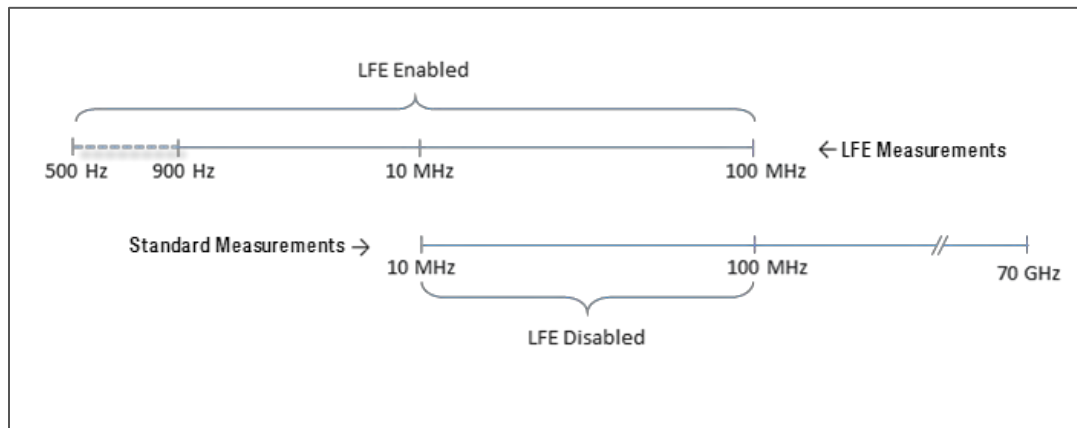 LFE Enabled
500 Hz 900 Hz 10 MHz 100 MHz ← LFE Measurements
Standard Measurements →
10 MHz 100 MHz 70 GHz
LFE Disabled